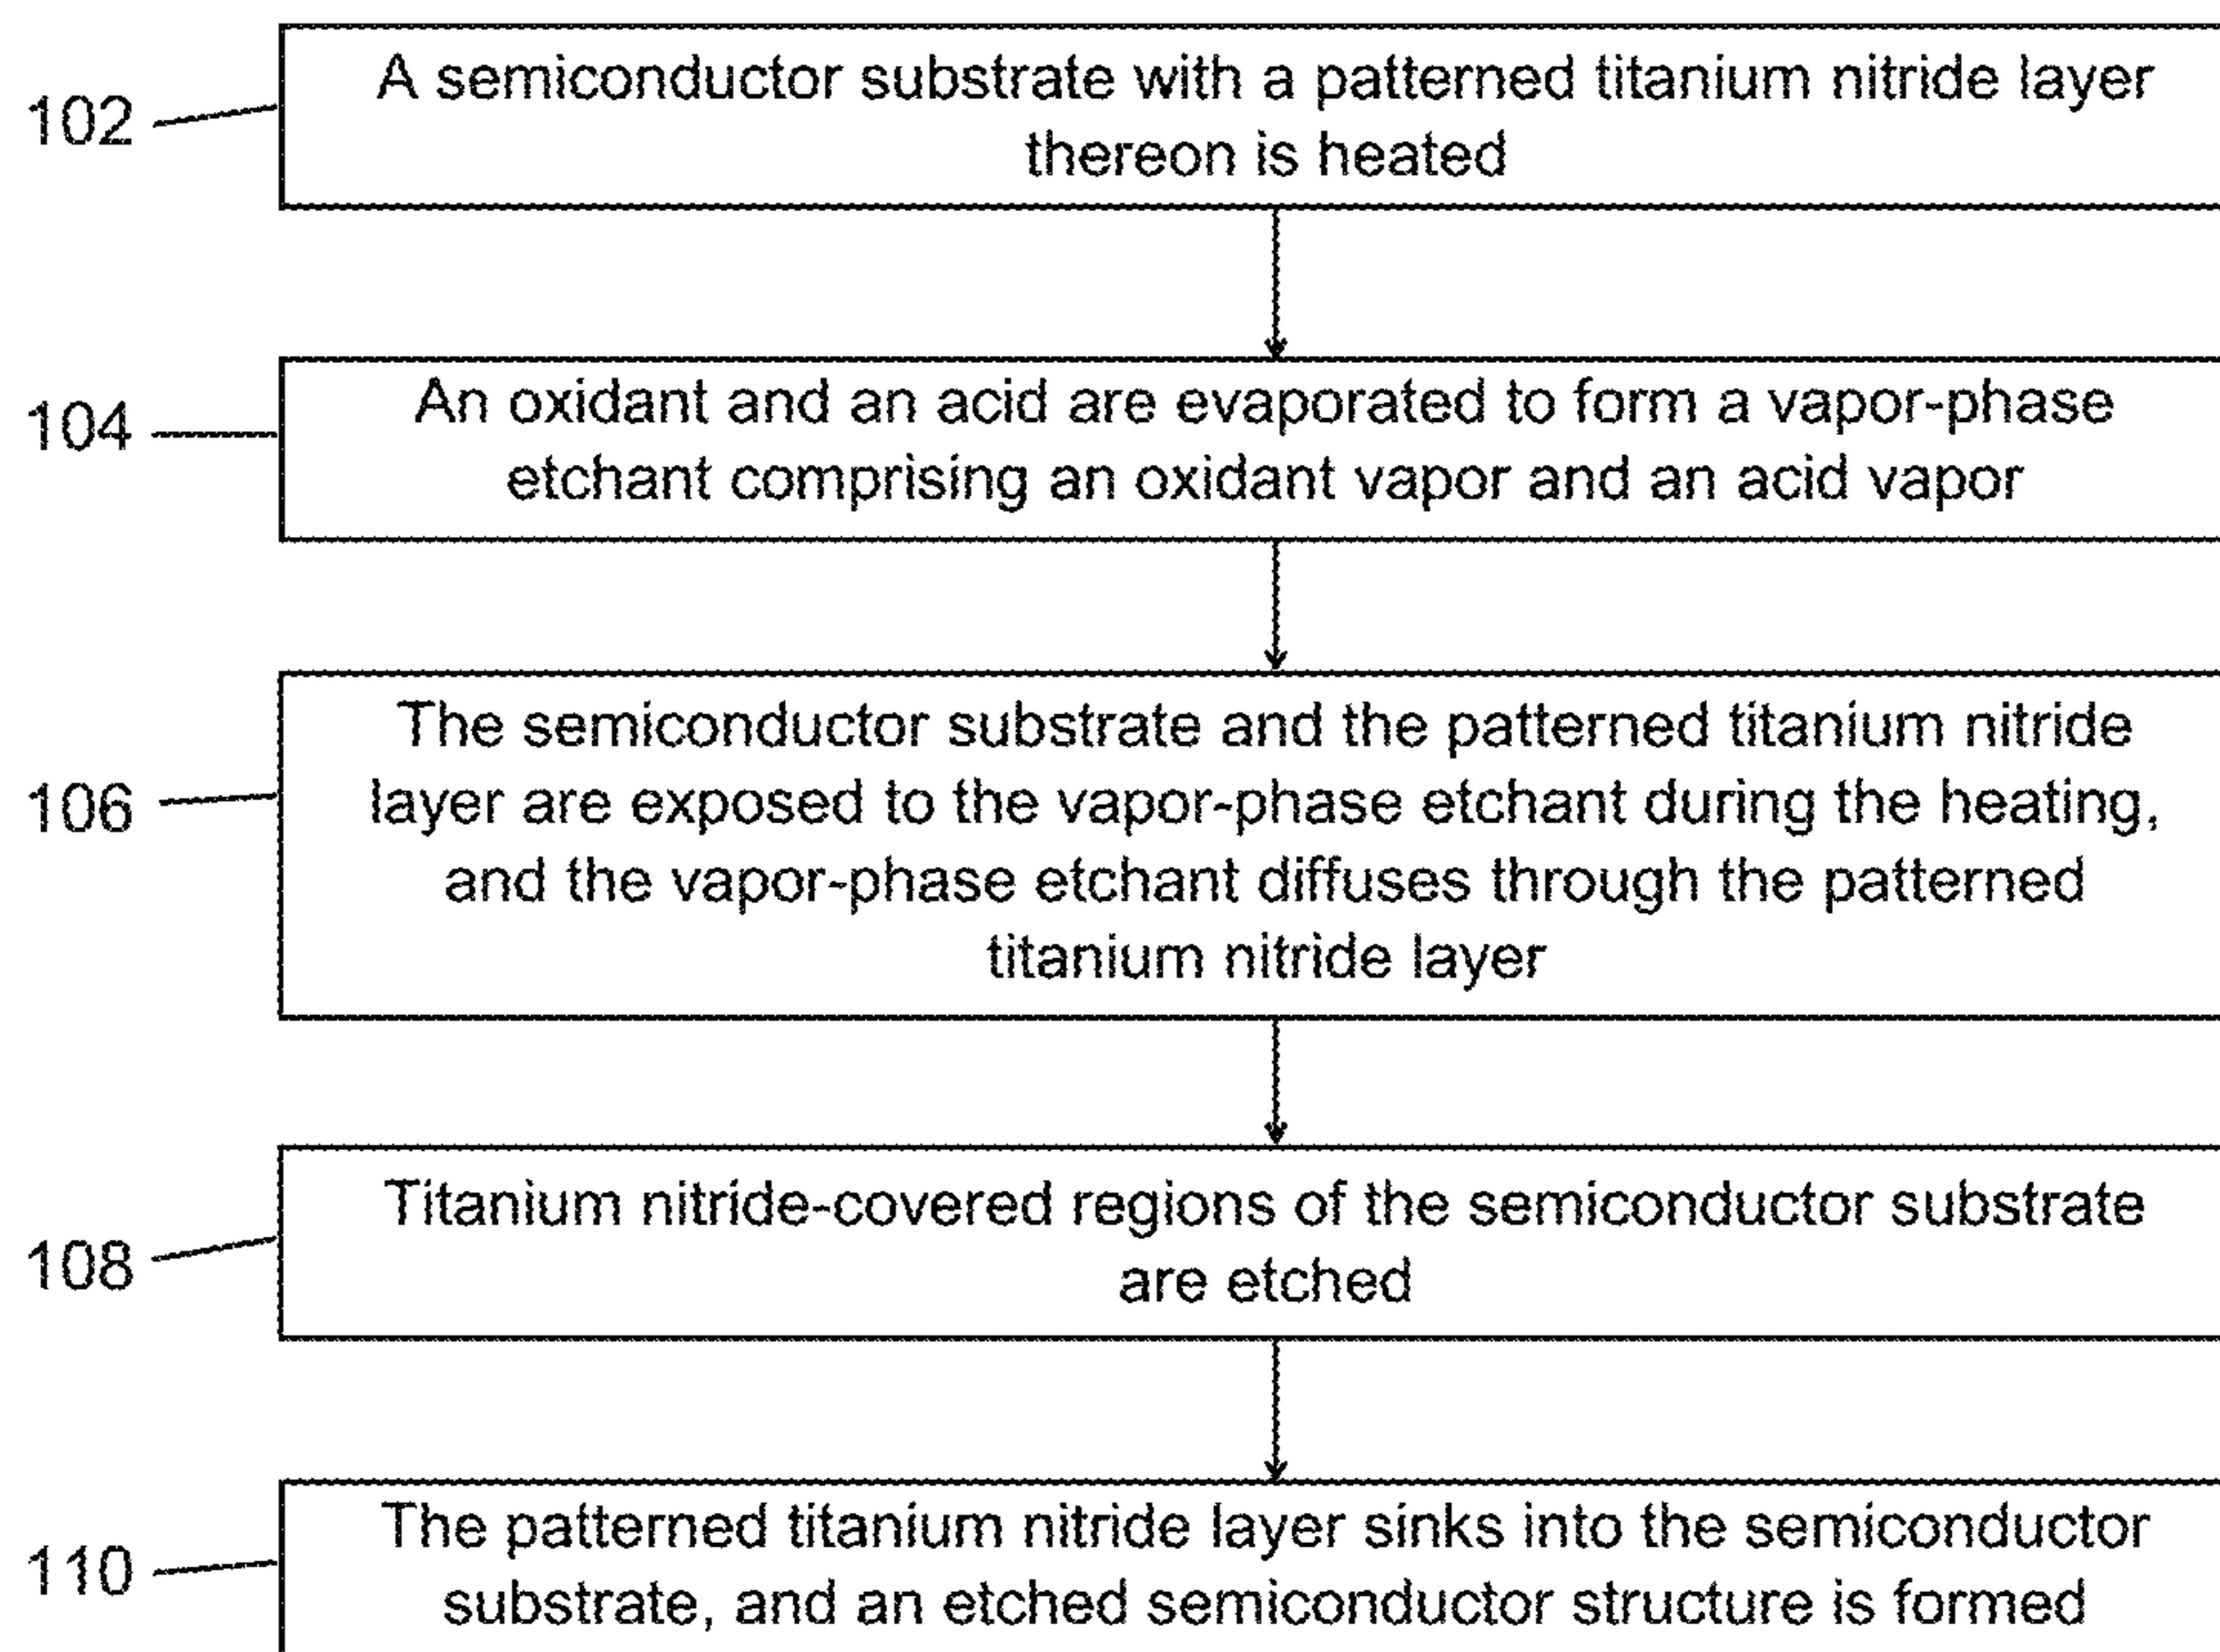 102
A semiconductor substrate with a patterned titanium nitride layer
thereon is heated
104
An oxidant and an acid are evaporated to form a vapor-phase
etchant comprising an oxidant vapor and an acid vapor
106
The semiconductor substrate and the patterned titanium nitride
layer are exposed to the vapor-phase etchant during the heating,
and the vapor-phase etchant diffuses through the patterned
titanium nitride layer
108
Titanium nitride-covered regions of the semiconductor substrate
are etched
110
The patterned titanium nitride layer sinks into the semiconductor
substrate, and an etched semiconductor structure is formed